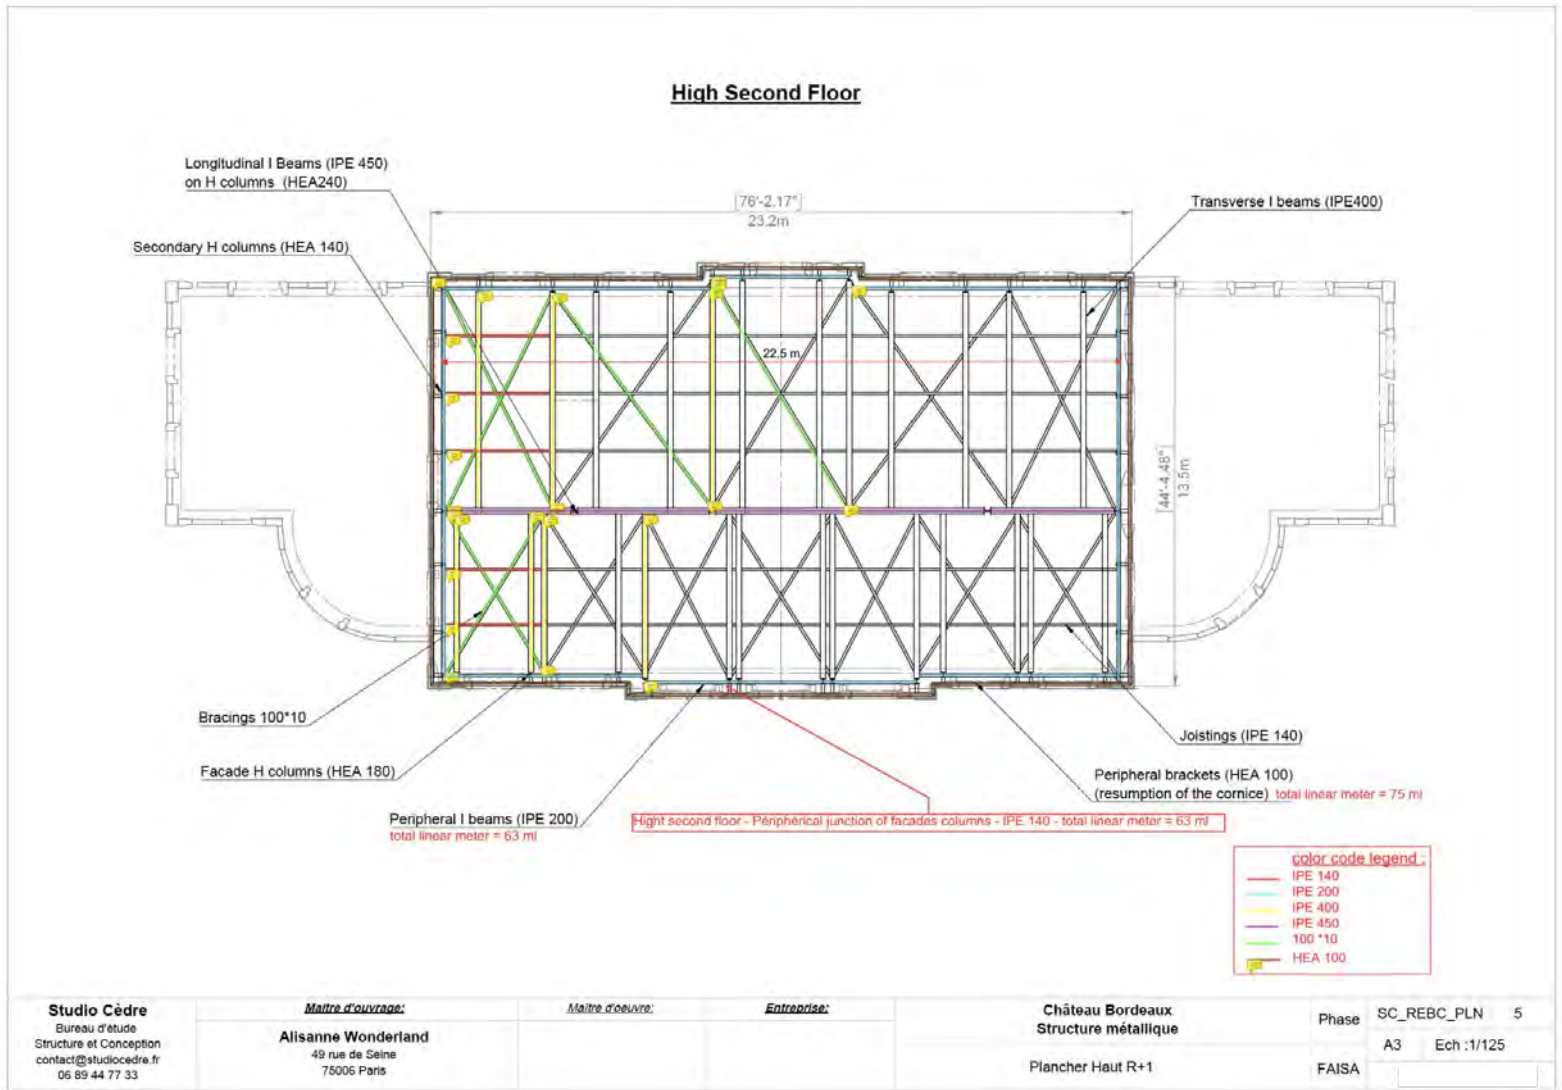 High Second Floor
Longitudinal I Beams (IPE 450)
on H columns (HEA240)
[76'-2.17"]
23.2m
Transverse I beams (IPE400)
Secondary H columns (HEA 140)
22,5 m
[44'-4.48"]
13.5m
Bracings 100*10
Facade H columns (HEA 180)
Joistings (IPE 140)
Peripheral brackets (HEA 100)
(resumption of the cornice) total linear meter = 75 ml
Peripheral I beams (IPE 200)
total linear meter = 63 ml
Hight second floor - Périphérical junction of facades columns - IPE 140 - total linear meter = 63 ml
color code legend :
IPE 140
IPE 200
IPE 400
IPE 450
100 *10
HEA 100
Studio Cèdre
Bureau d'étude
Structure et Conception
contact@studiocedre.fr
06 89 44 77 33
Maître d'ouvrage:
Alisanne Wonderland
49 rue de Seine
75006 Paris
Maître d'oeuvre:
Entreprise:
Château Bordeaux
Structure métallique
Plancher Haut R+1
Phase
FAISA
SC_REBC_PLN 5
A3 Ech :1/125